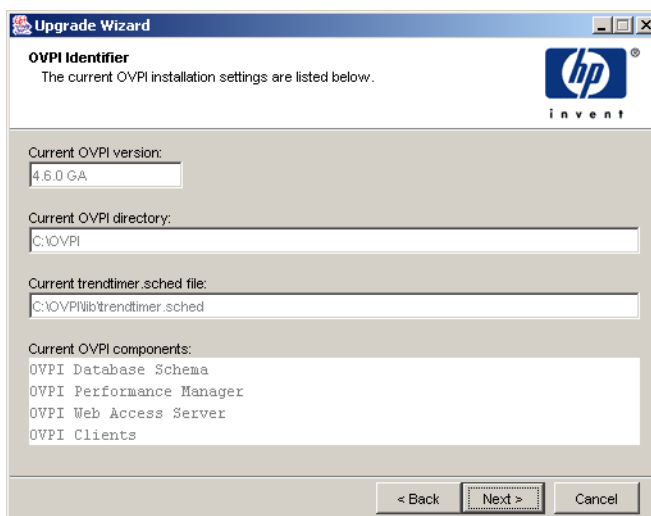 Upgrade Wizard
OVPI Identifier
The current OVPI installation settings are listed below.
hp
®
invent
Current OVPI version:
4.6.0 GA
Current OVPI directory:
C:\OVPI
Current trendtimer.sched file:
C:\OVPI\lib\trendtimer.sched
Current OVPI components:
OVPI Database Schema
OVPI Performance Manager
OVPI Web Access Server
OVPI Clients
< Back
Next >
Cancel